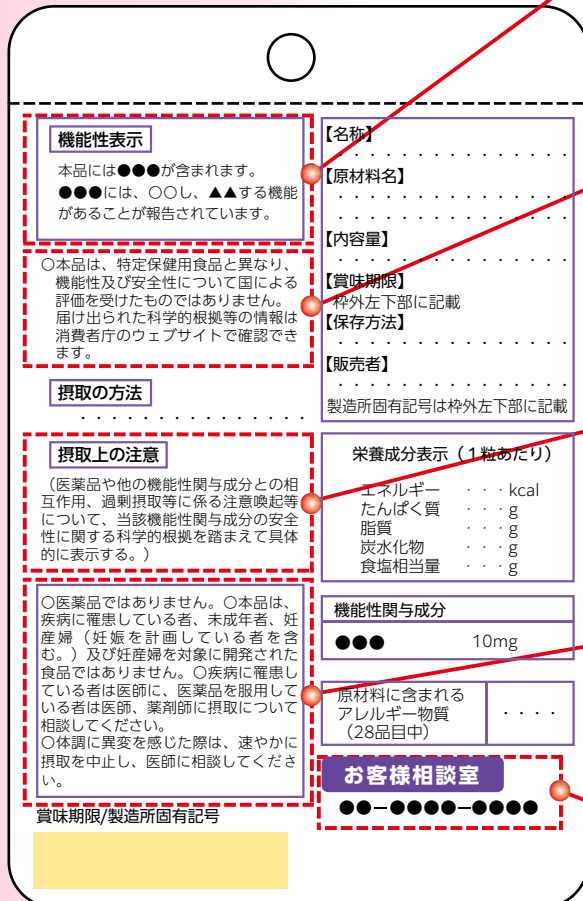 機能性表示
本品には●●●が含まれます。
●●●には、○○し、▲▲する機能
があることが報告されています。
○本品は、特定保健用食品と異なり、
機能性及び安全性について国による
評価を受けたものではありません。
届け出られた科学的根拠等の情報は
消費者庁のウェブサイトで確認でき
ます。
摂取の方法
・・・・・・・・・・・・・・・
摂取上の注意
（医薬品や他の機能性関与成分との相
互作用、過剰摂取等に係る注意喚起等
について、当該機能性関与成分の安全
性に関する科学的根拠を踏まえて具体
的に表示する。）
○医薬品ではありません。○本品は、
疾病に罹患している者、未成年者、妊
産婦（妊娠を計画している者を含
む。）及び妊産婦を対象に開発された
食品ではありません。○疾病に罹患し
ている者は医師に、医薬品を服用して
いる者は医師、薬剤師に摂取について
相談してください。
○体調に異変を感じた際は、速やかに
摂取を中止し、医師に相談してくださ
い。
賞味期限/製造所固有記号
【名称】
・・・・・・・・・・・・・・
【原材料名】
・・・・・・・・・・・・・・
・・・・・・・・・・・・・・
【内容量】
・・・・・・・・・・・・・・
【賞味期限】
枠外左下部に記載
【保存方法】
・・・・・・・・・・・・・・
【販売者】
・・・・・・・・・・・・・・
製造所固有記号は枠外左下部に記載
栄養成分表示（１粒あたり）
エネルギー ・・・kcal
たんぱく質 ・・・g
脂質 ・・・g
炭水化物 ・・・g
食塩相当量 ・・・g
機能性関与成分
●●● 10mg
原材料に含まれる
アレルギー物質
（28品目中） ・・・・
お客様相談室
●●−●●●●−●●●●